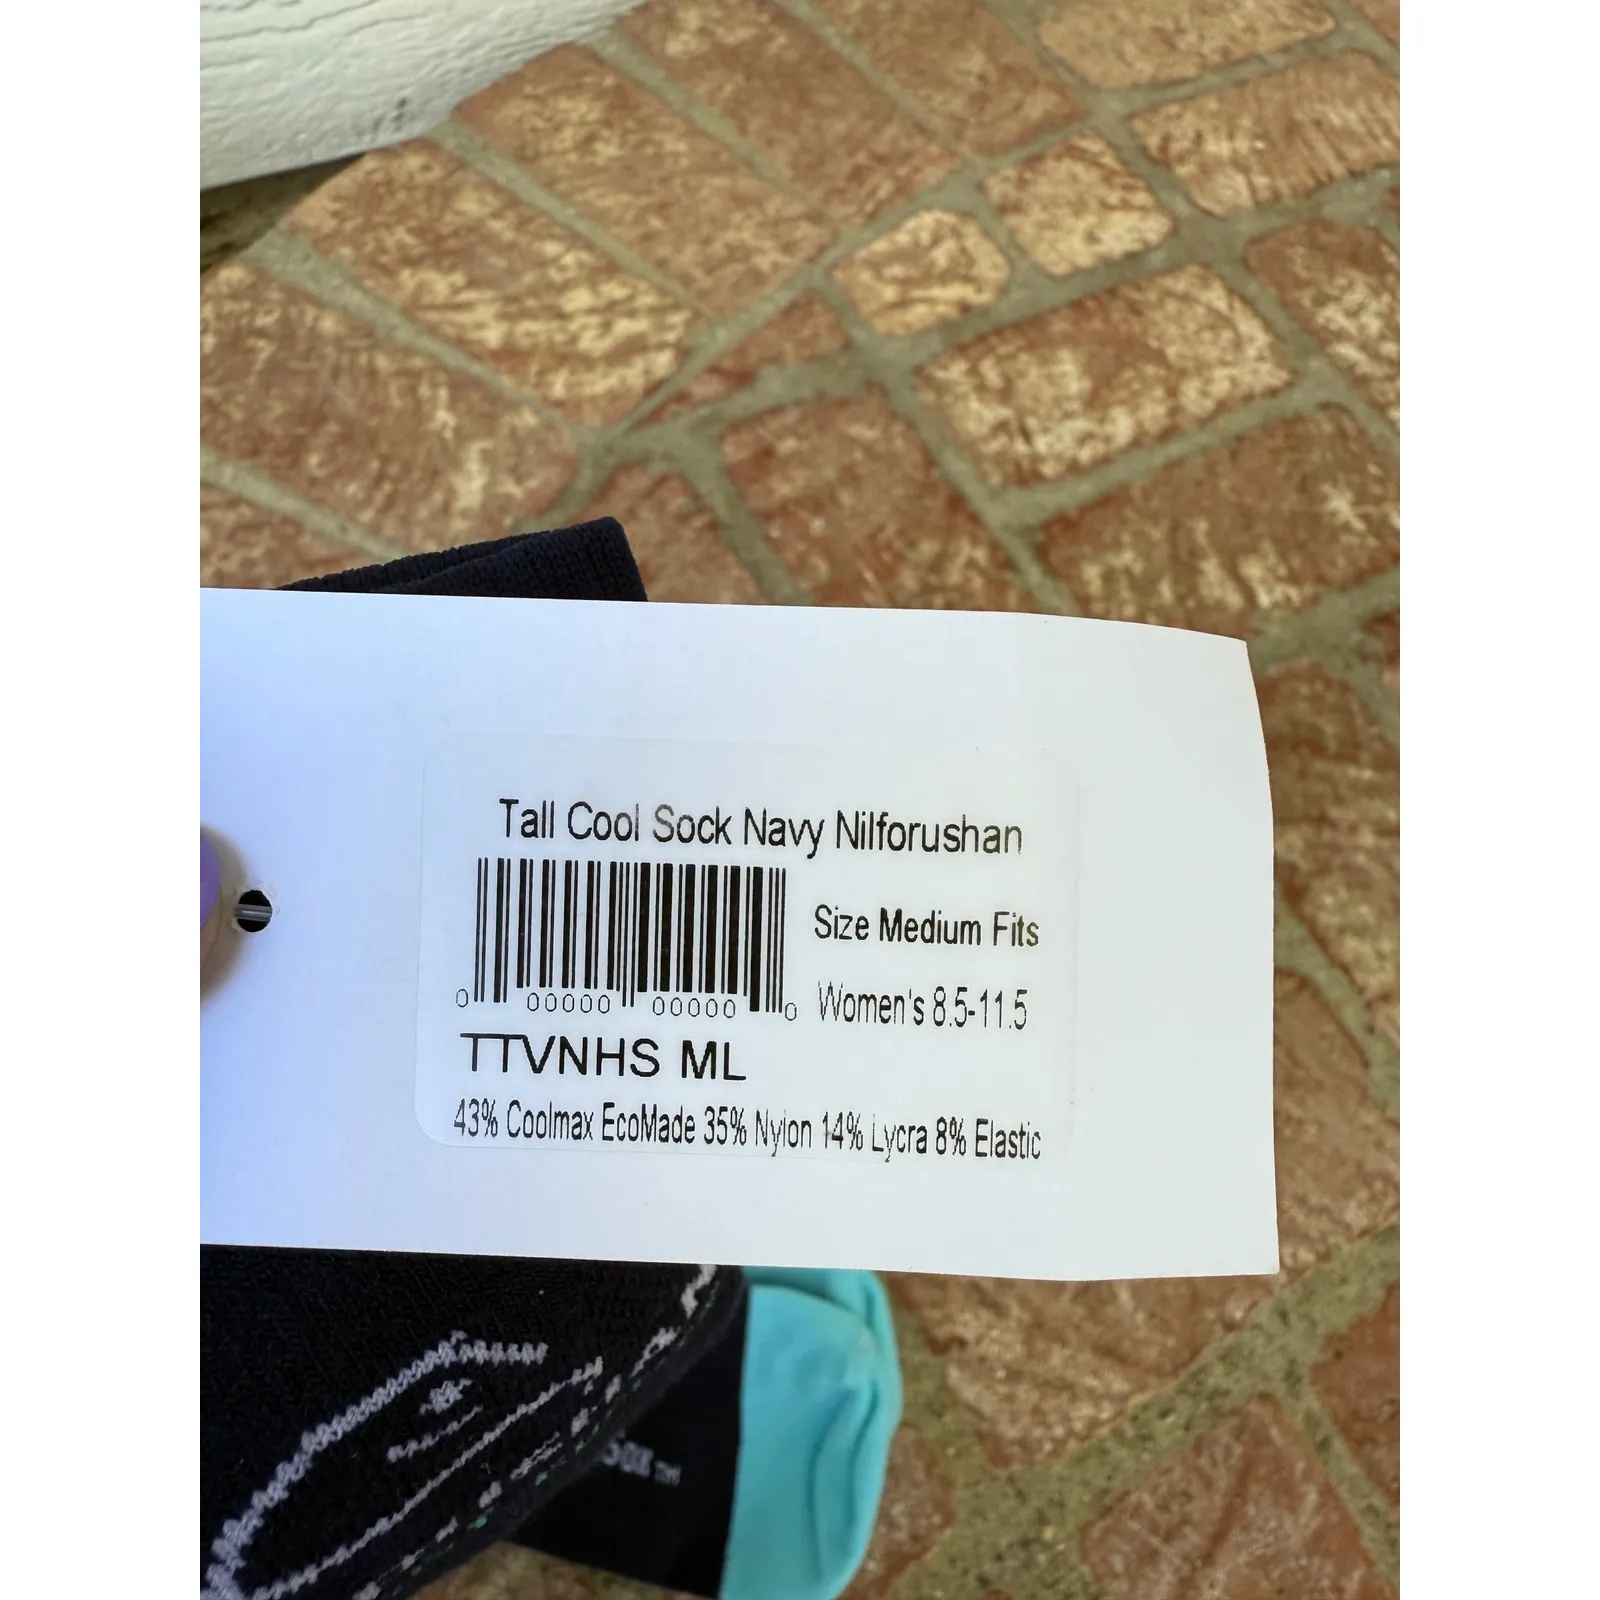 Tall Cool Sock Navy Nilforushan
Size Medium Fits
0 00000 00000 0
Women's 8.5-11.5
TTVNHS ML
43% Coolmax EcoMade 35% Nylon 14% Lycra 8% Elastic